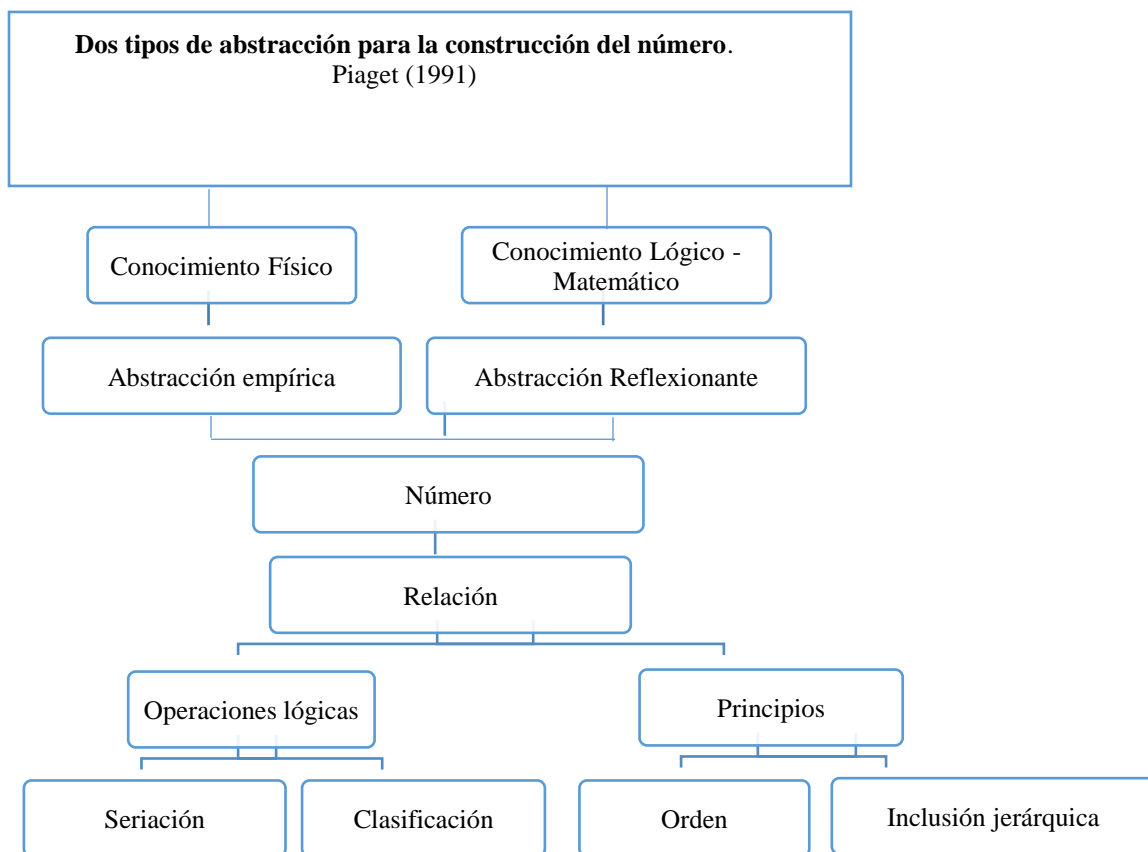 Dos tipos de abstracción para la construcción del número.
Piaget (1991)
Conocimiento Físico
Conocimiento Lógico -
Matemático
Abstracción empírica
Abstracción Reflexionante
Número
Relación
Operaciones lógicas
Principios
Seriación
Clasificación
Orden
Inclusión jerárquica